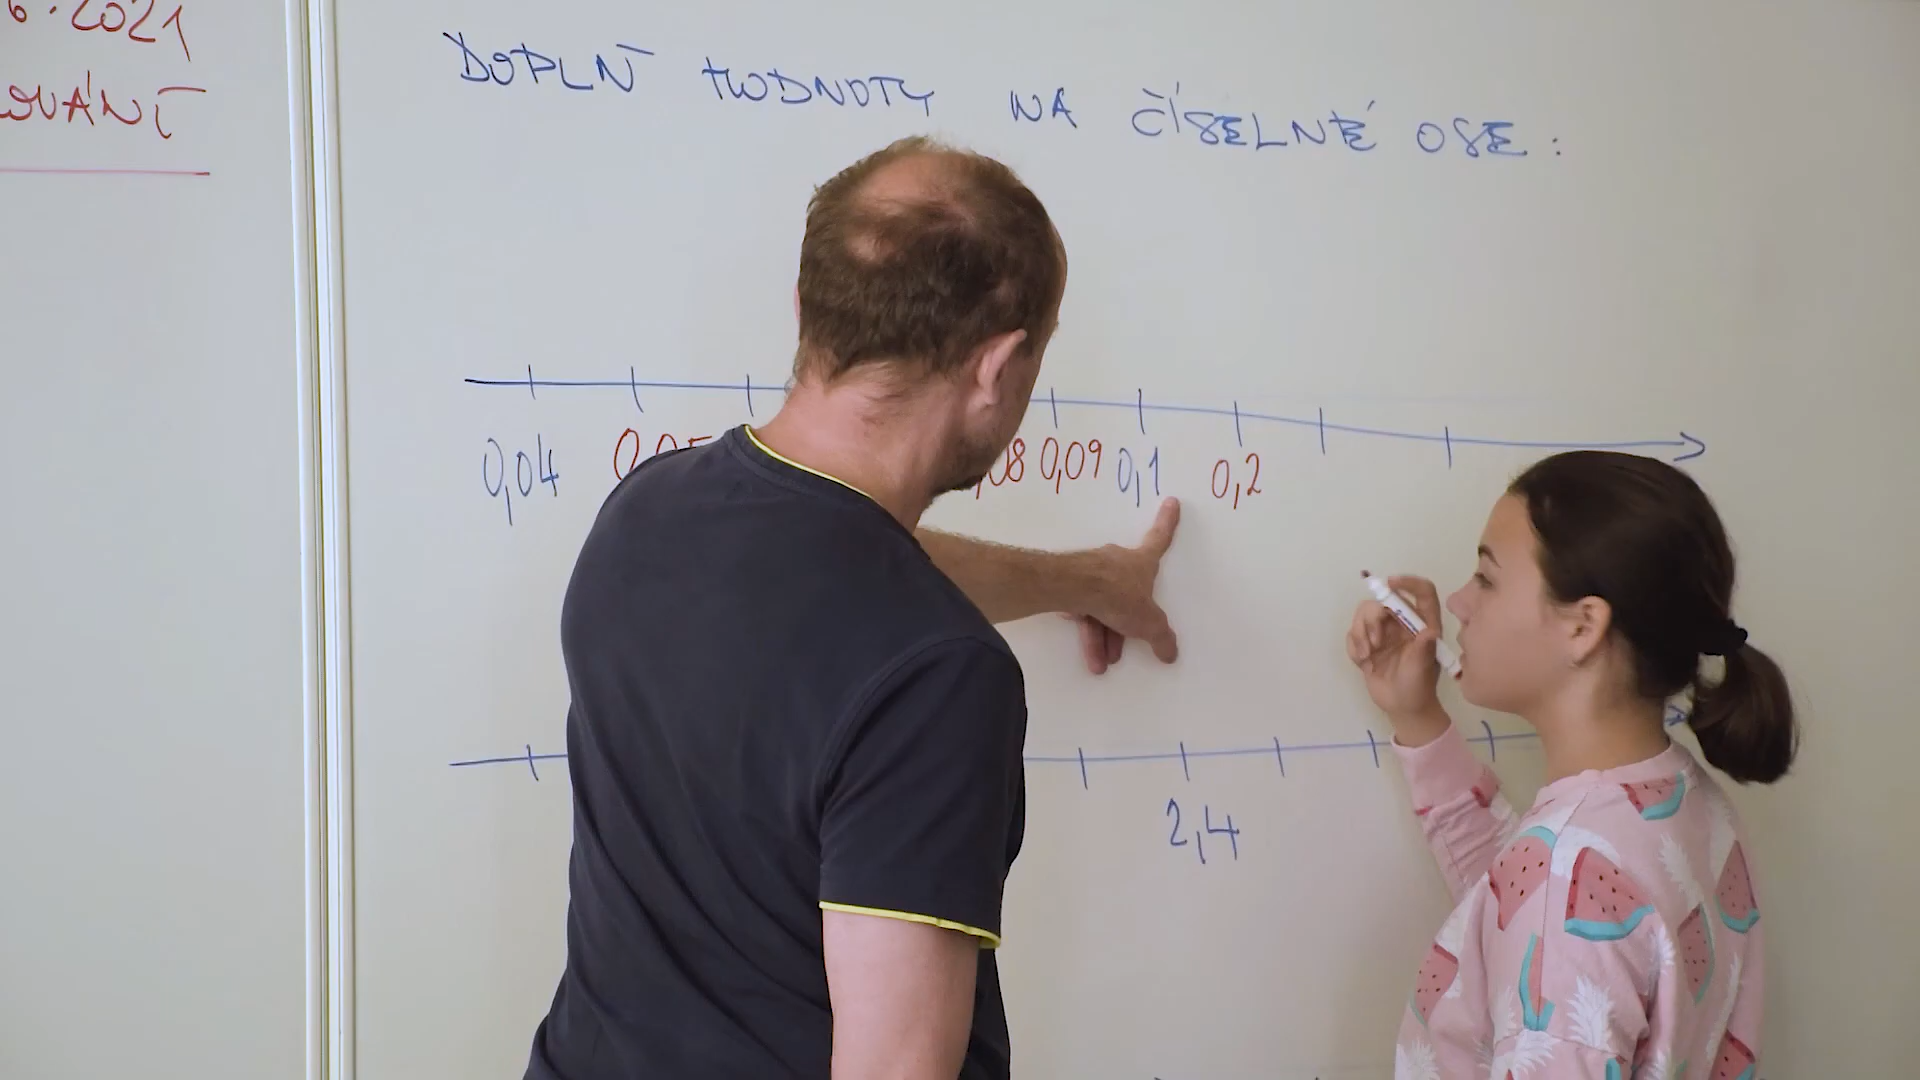 6.2021
OVÁNÍ
DOPLŇ HODNOTY NA ČÍSELNÉ OSE:
0,04 0,05 08 0,09 0,1 0,2
2,4